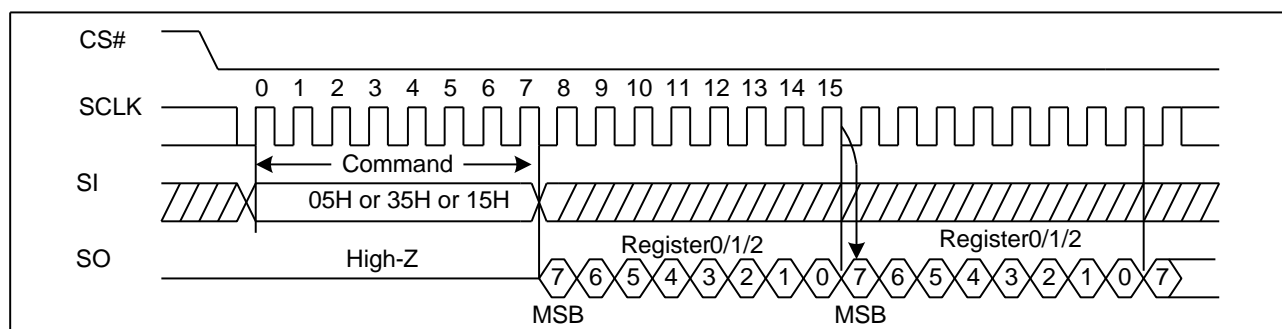 CS#
0 1 2 3 4 5 6 7 8 9 10 11 12 13 14 15
SCLK
Command
SI
05H or 35H or 15H
Register0/1/2 Register0/1/2
SO High-Z
7 6 5 4 3 2 1 0 7 6 5 4 3 2 1 0 7
MSB MSB